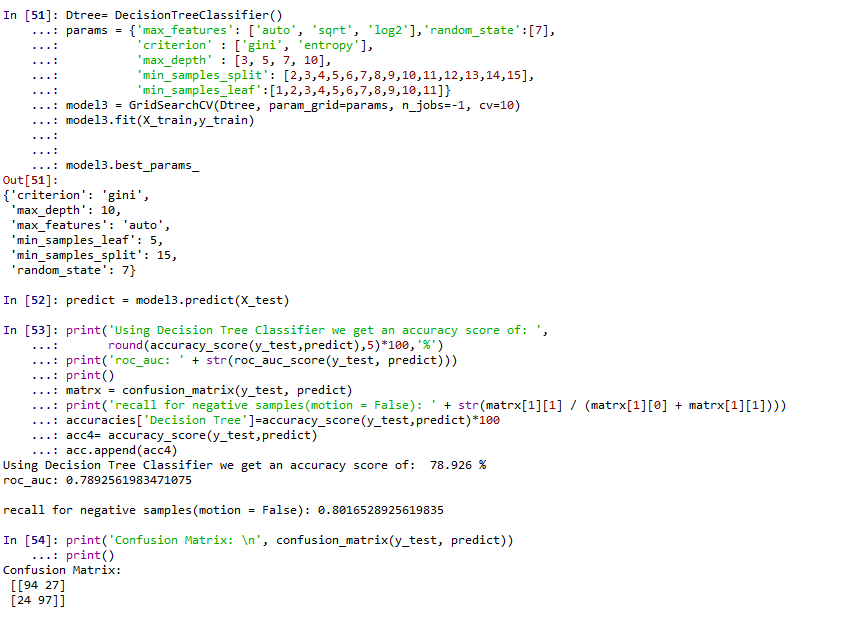 In [51]: Dtree= DecisionTreeClassifier()
    ...: params = {'max_features': ['auto', 'sqrt', 'log2'],'random_state':[7],
    ...:           'criterion' : ['gini', 'entropy'],
    ...:           'max_depth' : [3, 5, 7, 10],
    ...:           'min_samples_split': [2,3,4,5,6,7,8,9,10,11,12,13,14,15],
    ...:           'min_samples_leaf':[1,2,3,4,5,6,7,8,9,10,11]}
    ...: model3 = GridSearchCV(Dtree, param_grid=params, n_jobs=-1, cv=10)
    ...: model3.fit(X_train,y_train)
    ...:
    ...:
    ...: model3.best_params_
Out[51]:
{'criterion': 'gini',
 'max_depth': 10,
 'max_features': 'auto',
 'min_samples_leaf': 5,
 'min_samples_split': 15,
 'random_state': 7}
In [52]: predict = model3.predict(X_test)
In [53]: print('Using Decision Tree Classifier we get an accuracy score of: ',
    ...:       round(accuracy_score(y_test,predict),5)*100,'%')
    ...: print('roc_auc: ' + str(roc_auc_score(y_test, predict)))
    ...: print()
    ...: matrx = confusion_matrix(y_test, predict)
    ...: print('recall for negative samples(motion = False): ' + str(matrx[1][1] / (matrx[1][0] + matrx[1][1])))
    ...: accuracies['Decision Tree']=accuracy_score(y_test,predict)*100
    ...: acc4= accuracy_score(y_test,predict)
    ...: acc.append(acc4)
Using Decision Tree Classifier we get an accuracy score of:  78.926 %
roc_auc: 0.7892561983471075
recall for negative samples(motion = False): 0.8016528925619835
In [54]: print('Confusion Matrix: \n', confusion_matrix(y_test, predict))
    ...: print()
Confusion Matrix:
 [[94 27]
 [24 97]]